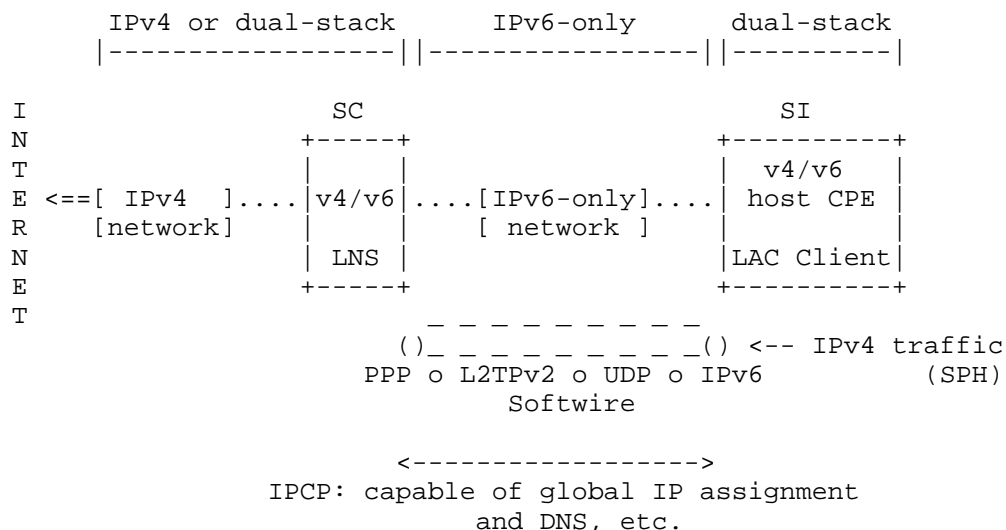 IPv4 or dual-stack IPv6-only dual-stack
|------------------||-----------------||----------|
I SC SI
N +-----+ +----------+
T | | | v4/v6 |
E <==[ IPv4 ]....|v4/v6|....[IPv6-only]....| host CPE |
R [network] | | [ network ] | |
N | LNS | |LAC Client|
E +-----+ +----------+
T _ _ _ _ _ _ _ _ _
()_ _ _ _ _ _ _ _ _() <-- IPv4 traffic
PPP o L2TPv2 o UDP o IPv6 (SPH)
Softwire
<------------------>
IPCP: capable of global IP assignment
and DNS, etc.